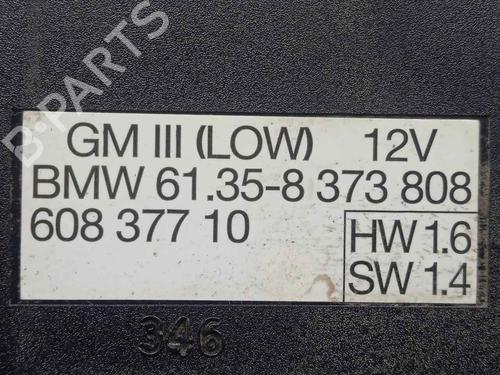 B-PARTS
GM III (LOW) 12V
BMW 61.35-8 373 808
608 377 10
HW 1.6
SW 1.4
346